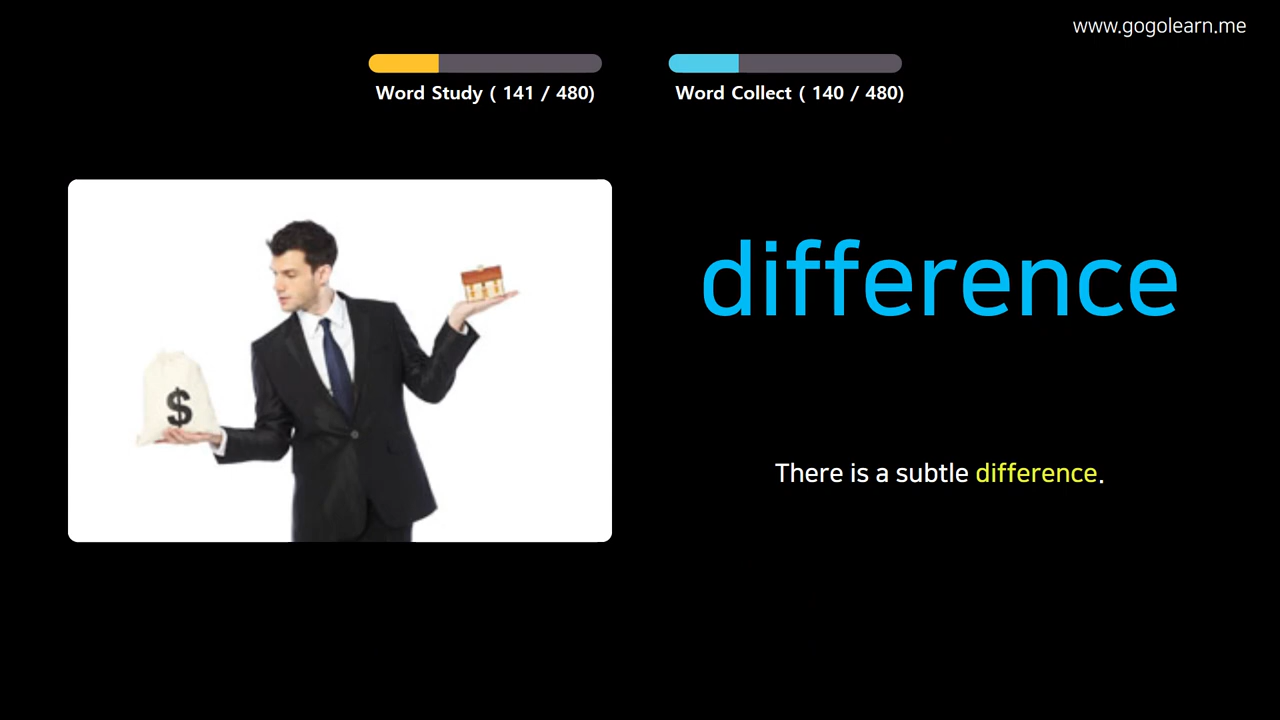 www.gogolearn.me
Word Study ( 141 / 480)
Word Collect ( 140 / 480)
difference
$
There is a subtle difference.